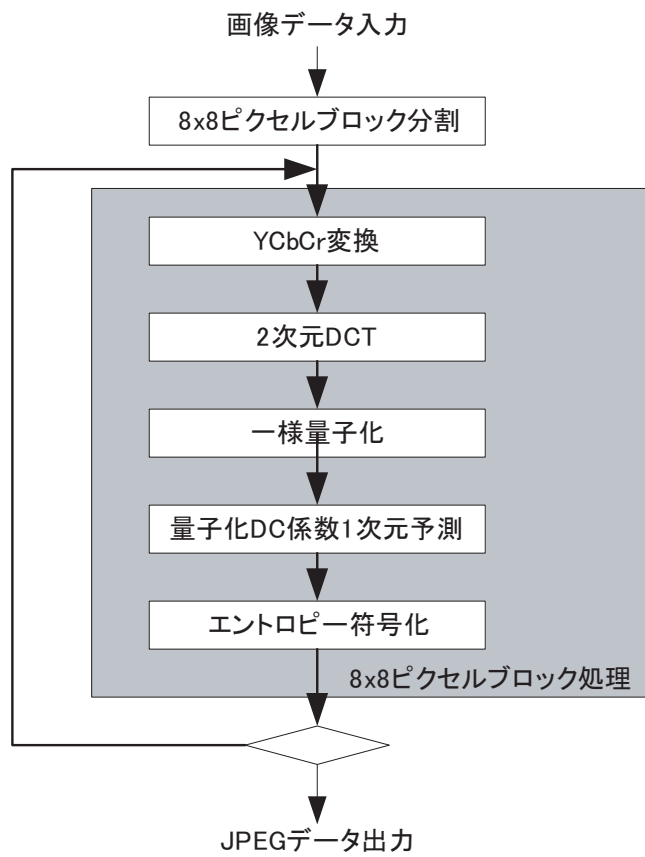 画像データ入力
8x8ピクセルブロック分割
YCbCr変換
2次元DCT
一様量子化
量子化DC係数1次元予測
エントロピー符号化
8x8ピクセルブロック処理
JPEGデータ出力